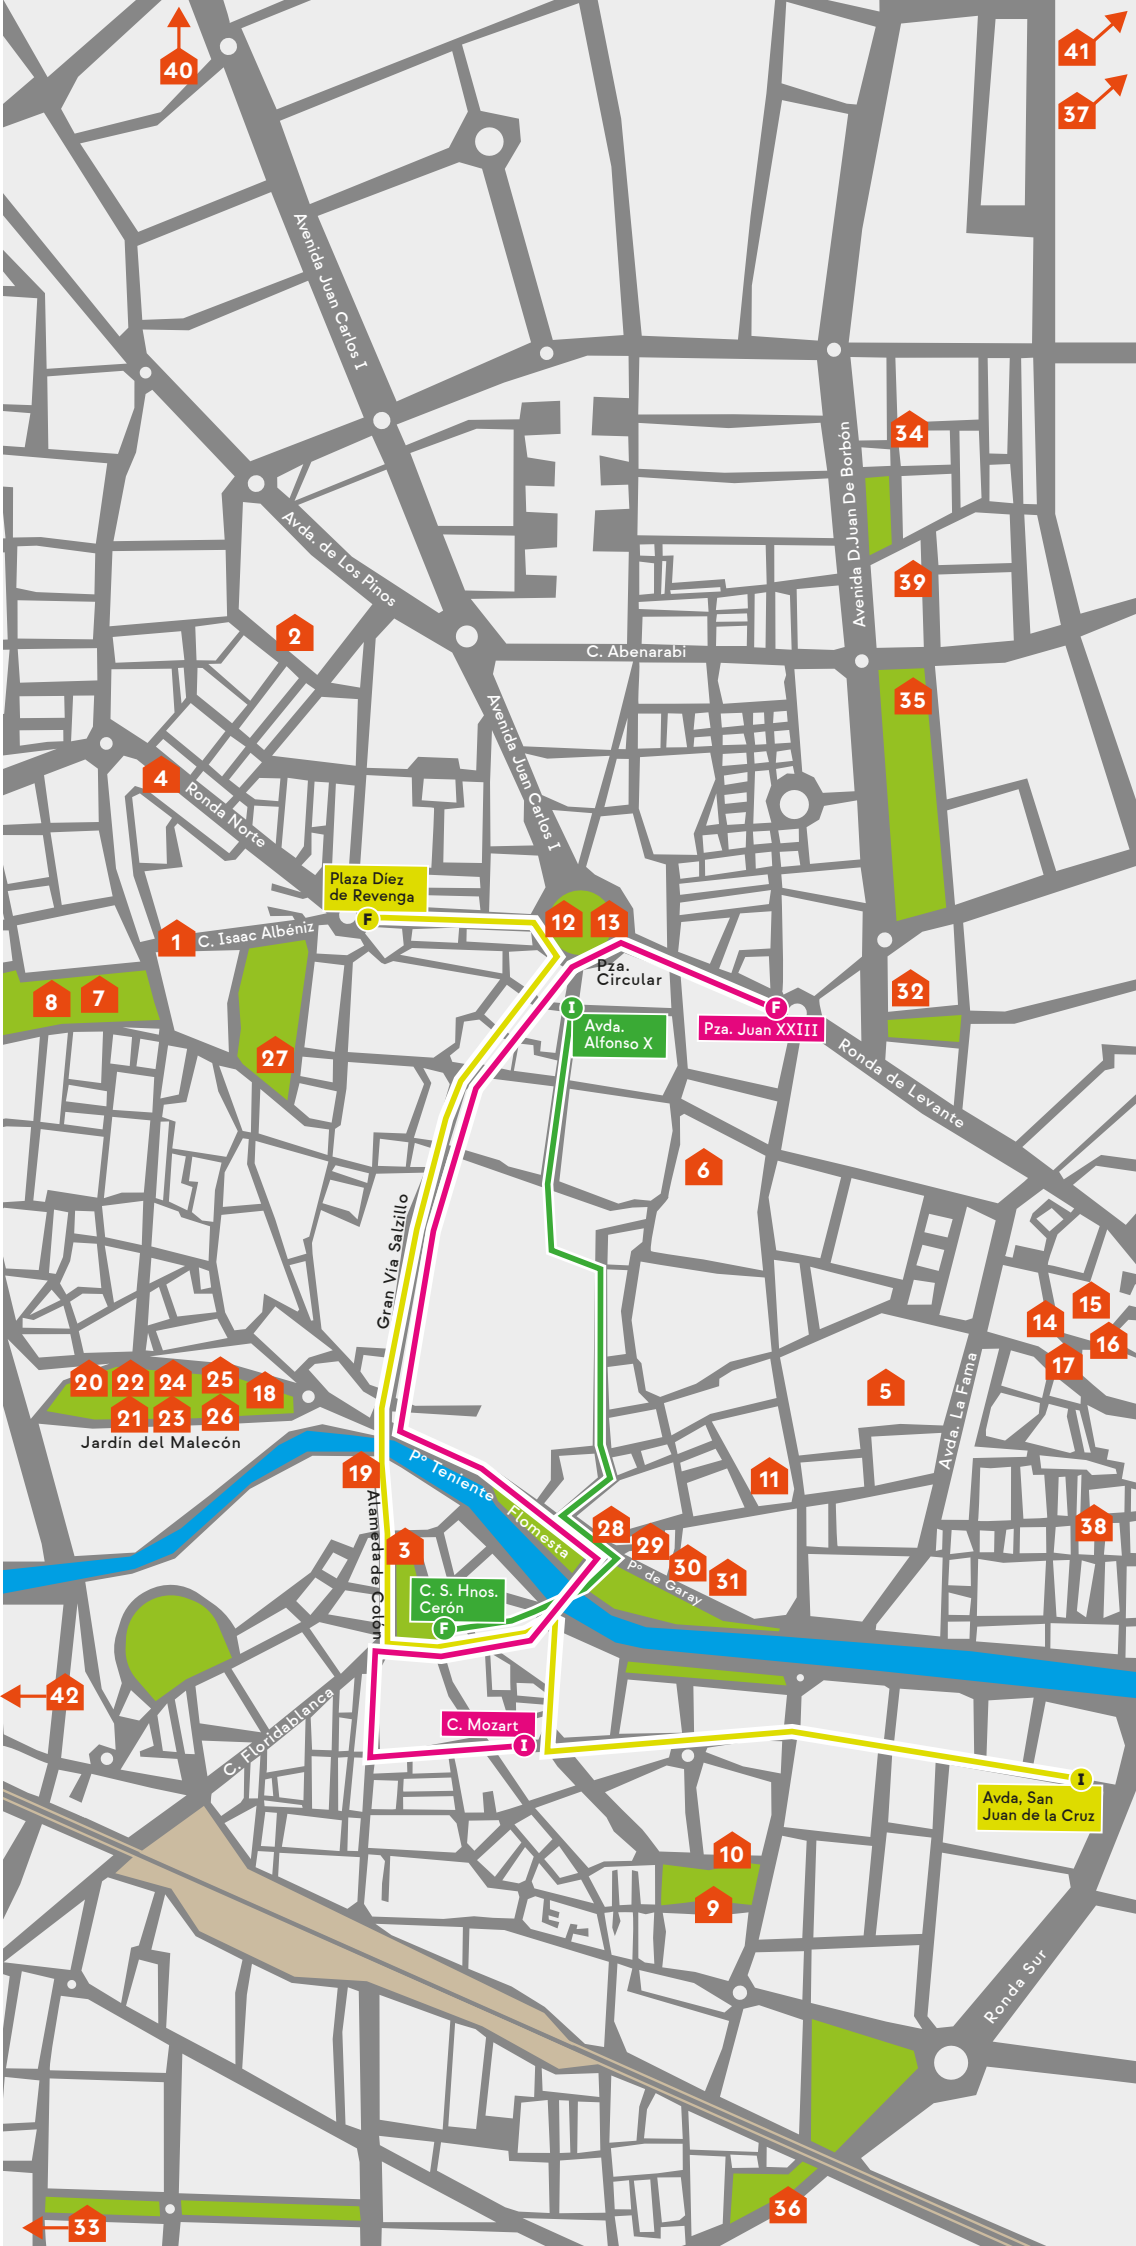 40
41
37
Avenida Juan Carlos I
34
Avenida D.Juan De Borbón
Avda. de Los Pinos
39
2
C. Abenarabi
35
Avenida Juan Carlos I
4
Ronda Norte
Plaza Díez
de Revenga
F
12
13
1
C. Isaac Albéniz
Pza.
Circular
8
7
32
I
Avda.
Alfonso X
F
Pza. Juan XXIII
27
Ronda de Levante
6
Gran Vía Salzillo
14
15
16
17
20
22
24
25
18
21
23
26
Jardín del Malecón
5
Avda. La Fama
19
Pº Teniente
Flomesta
11
Alameda de Colón
3
28
29
30
31
38
Pº de Garay
C. S. Hnos.
Cerón
F
42
C. Floridablanca
C. Mozart
I
I
Avda, San
Juan de la Cruz
10
9
Ronda Sur
36
33